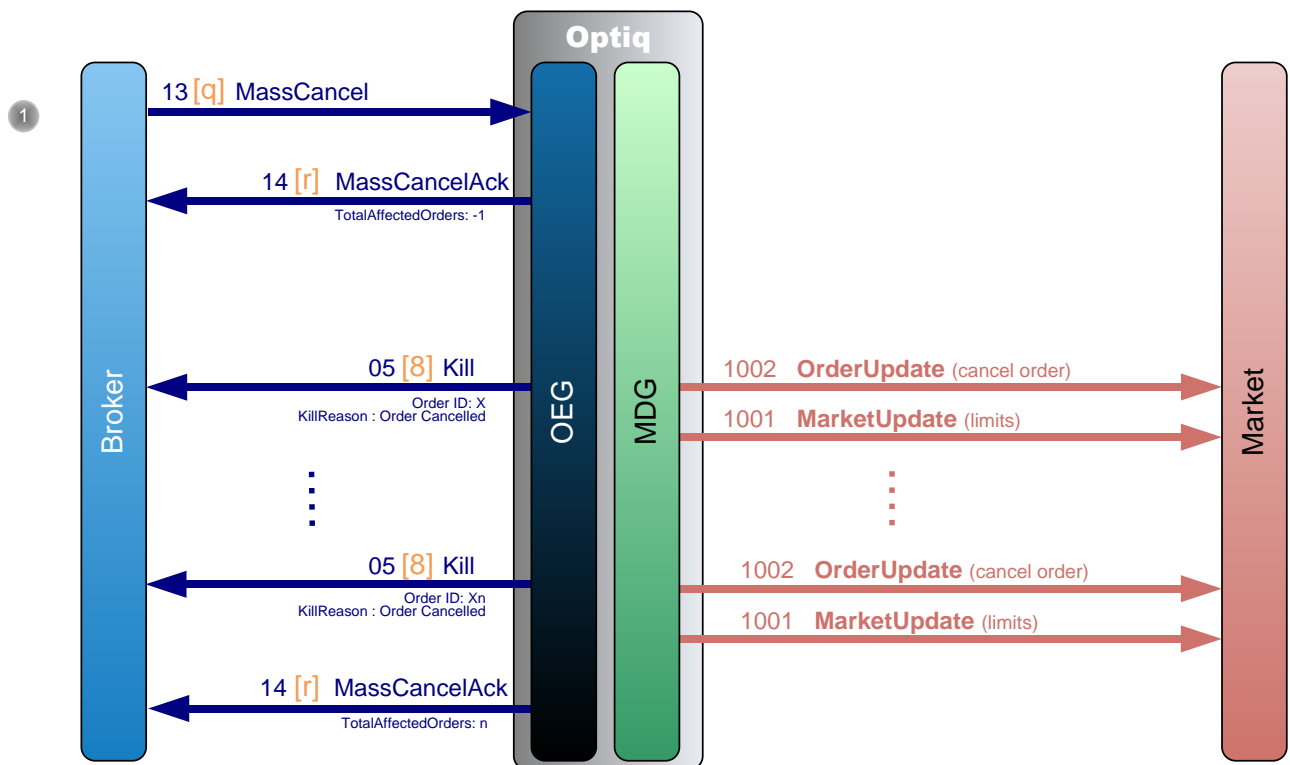 Optiq
13 [q] MassCancel
1
14 [r] MassCancelAck
TotalAffectedOrders: -1
05 [8] Kill
Order ID: X
KillReason : Order Cancelled
1002 OrderUpdate (cancel order)
1001 MarketUpdate (limits)
Broker
OEG
MDG
Market
05 [8] Kill
Order ID: Xn
KillReason : Order Cancelled
1002 OrderUpdate (cancel order)
1001 MarketUpdate (limits)
14 [r] MassCancelAck
TotalAffectedOrders: n